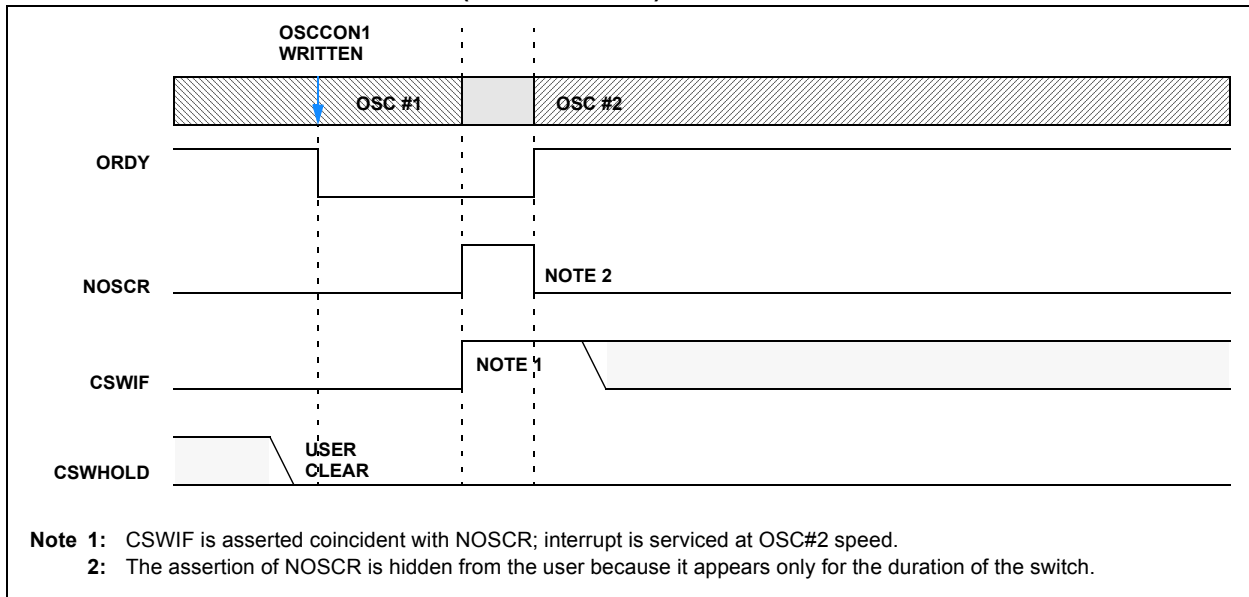 OSCCON1
WRITTEN
OSC #1
OSC #2
ORDY
NOSCR
NOTE 2
CSWIF
NOTE 1
CSWHOLD
USER
CLEAR
Note 1: CSWIF is asserted coincident with NOSCR; interrupt is serviced at OSC#2 speed.
2: The assertion of NOSCR is hidden from the user because it appears only for the duration of the switch.